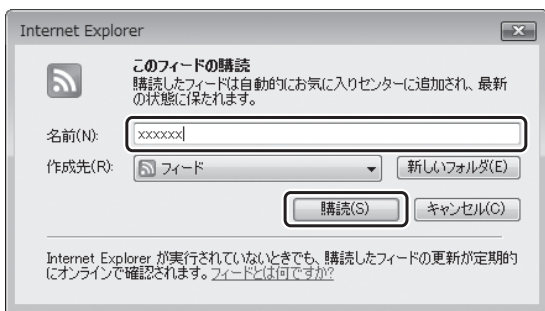 Internet Explorer
このフィードの購読
購読したフィードは自動的にお気に入りセンターに追加され、最新
の状態に保たれます。
名前(N):
xxxxxx
作成先(R):
フィード
新しいフォルダ(E)
購読(S)
キャンセル(C)
Internet Explorer が実行されていないときでも、購読したフィードの更新が定期的
にオンラインで確認されます。フィードとは何ですか?